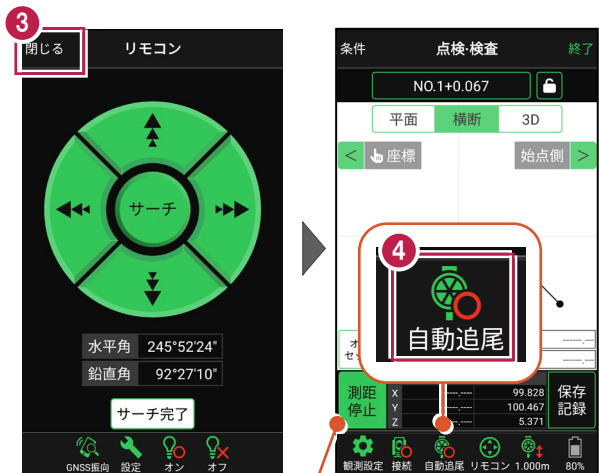 3
閉じる
リモコン
サーチ
水平角 245°52'24"
鉛直角 92°27'10"
サーチ完了
GNSS振向 設定 オン オフ
条件
点検·検査
終了
NO.1+0.067
平面 横断 3D
< 座標
始点側 >
4
自動追尾
測距
停止
X ----.---- 99.828
Y ----.---- 100.467
Z ----.---- 5.371
保存
記録
観測設定 接続 自動追尾 リモコン 1.000m 80%